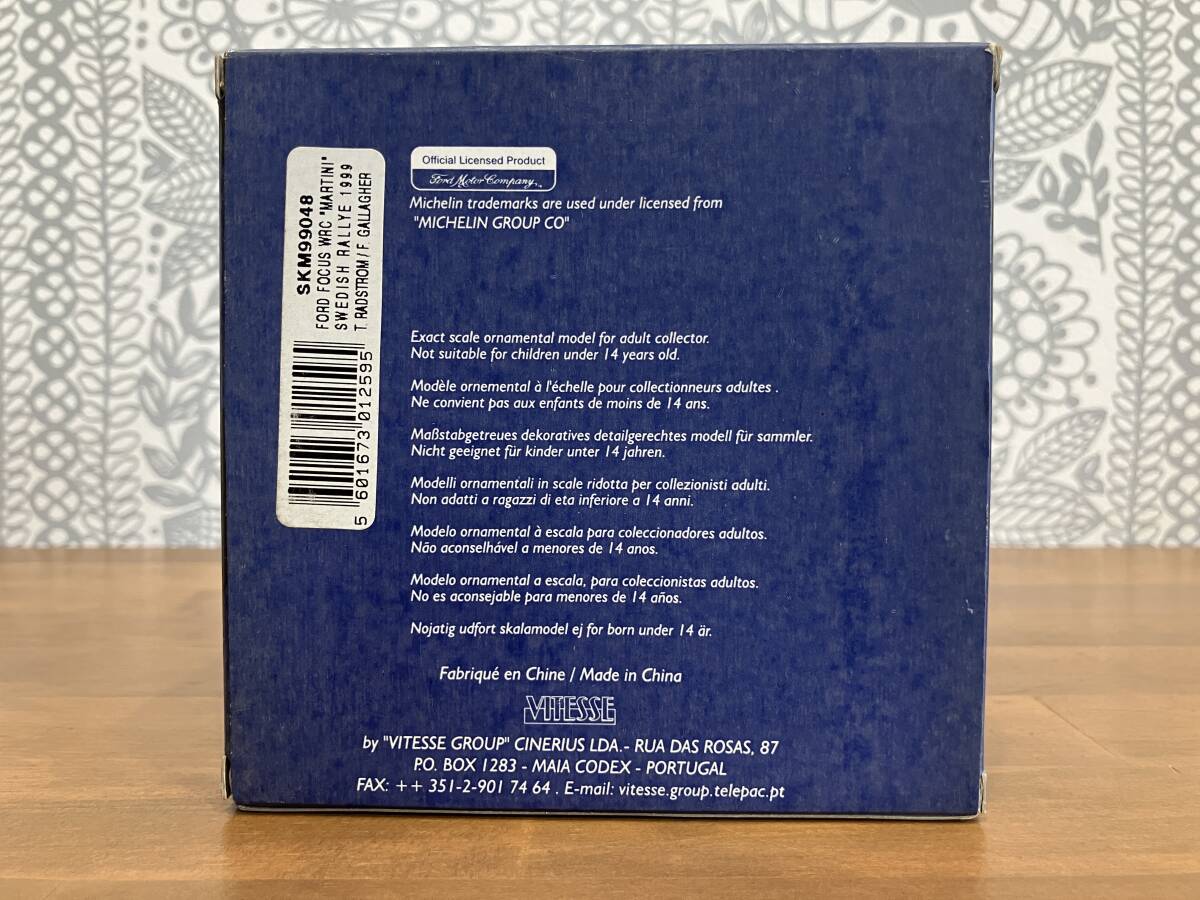 SKM99048
FORD FOCUS WRC "MARTINI"
SWEDISH RALLYE 1999
T. RADSTROM/F. GALLAGHER
5 601673 012595
Official Licensed Product
Ford Motor Company
Michelin trademarks are used under licensed from
"MICHELIN GROUP CO"
Exact scale ornamental model for adult collector.
Not suitable for children under 14 years old.
Modèle ornemental à l'échelle pour collectionneurs adultes .
Ne convient pas aux enfants de moins de 14 ans.
Maßstabgetreues dekoratives detailgerechtes modell für sammler.
Nicht geeignet für kinder unter 14 jahren.
Modelli ornamentali in scale ridotta per collezionisti adulti.
Non adatti a ragazzi di eta inferiore a 14 anni.
Modelo ornamental à escala para coleccionadores adultos.
Não aconselhável a menores de 14 anos.
Modelo ornamental a escala, para coleccionistas adultos.
No es aconsejable para menores de 14 años.
Nojatig udfort skalamodel ej for born under 14 är.
Fabriqué en Chine / Made in China
VITESSE
by "VITESSE GROUP" CINERIUS LDA.- RUA DAS ROSAS, 87
PO. BOX 1283 - MAIA CODEX - PORTUGAL
FAX: ++ 351-2-901 74 64 . E-mail: vitesse.group.telepac.pt